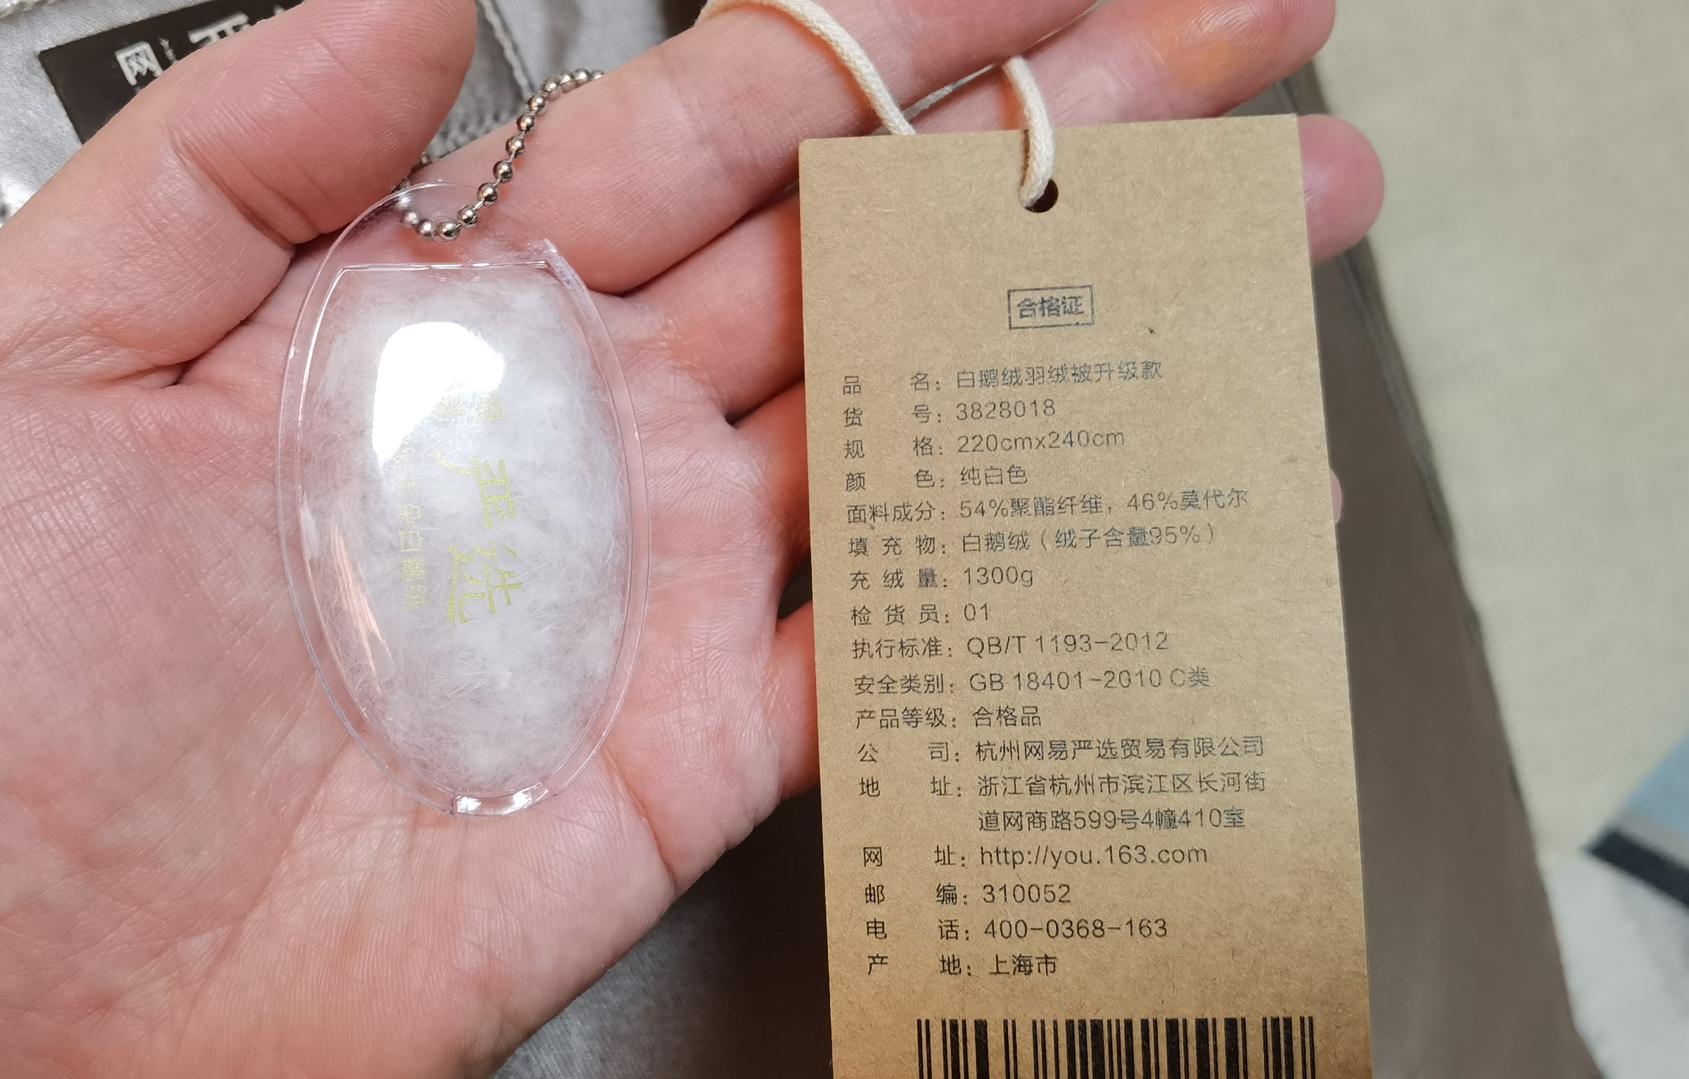 网
严选
合格证
品 名：白鹅绒羽绒被升级款
货 号：3828018
规 格：220cmx240cm
颜 色：纯白色
面料成分：54%聚酯纤维，46%莫代尔
填 充 物：白鹅绒（绒子含量95%）
充 绒 量：1300g
检 货 员：01
执行标准：QB/T 1193-2012
安全类别：GB 18401-2010 C类
产品等级：合格品
公 司：杭州网易严选贸易有限公司
地 址：浙江省杭州市滨江区长河街
道网商路599号4幢410室
网 址：http://you.163.com
邮 编：310052
电 话：400-0368-163
产 地：上海市